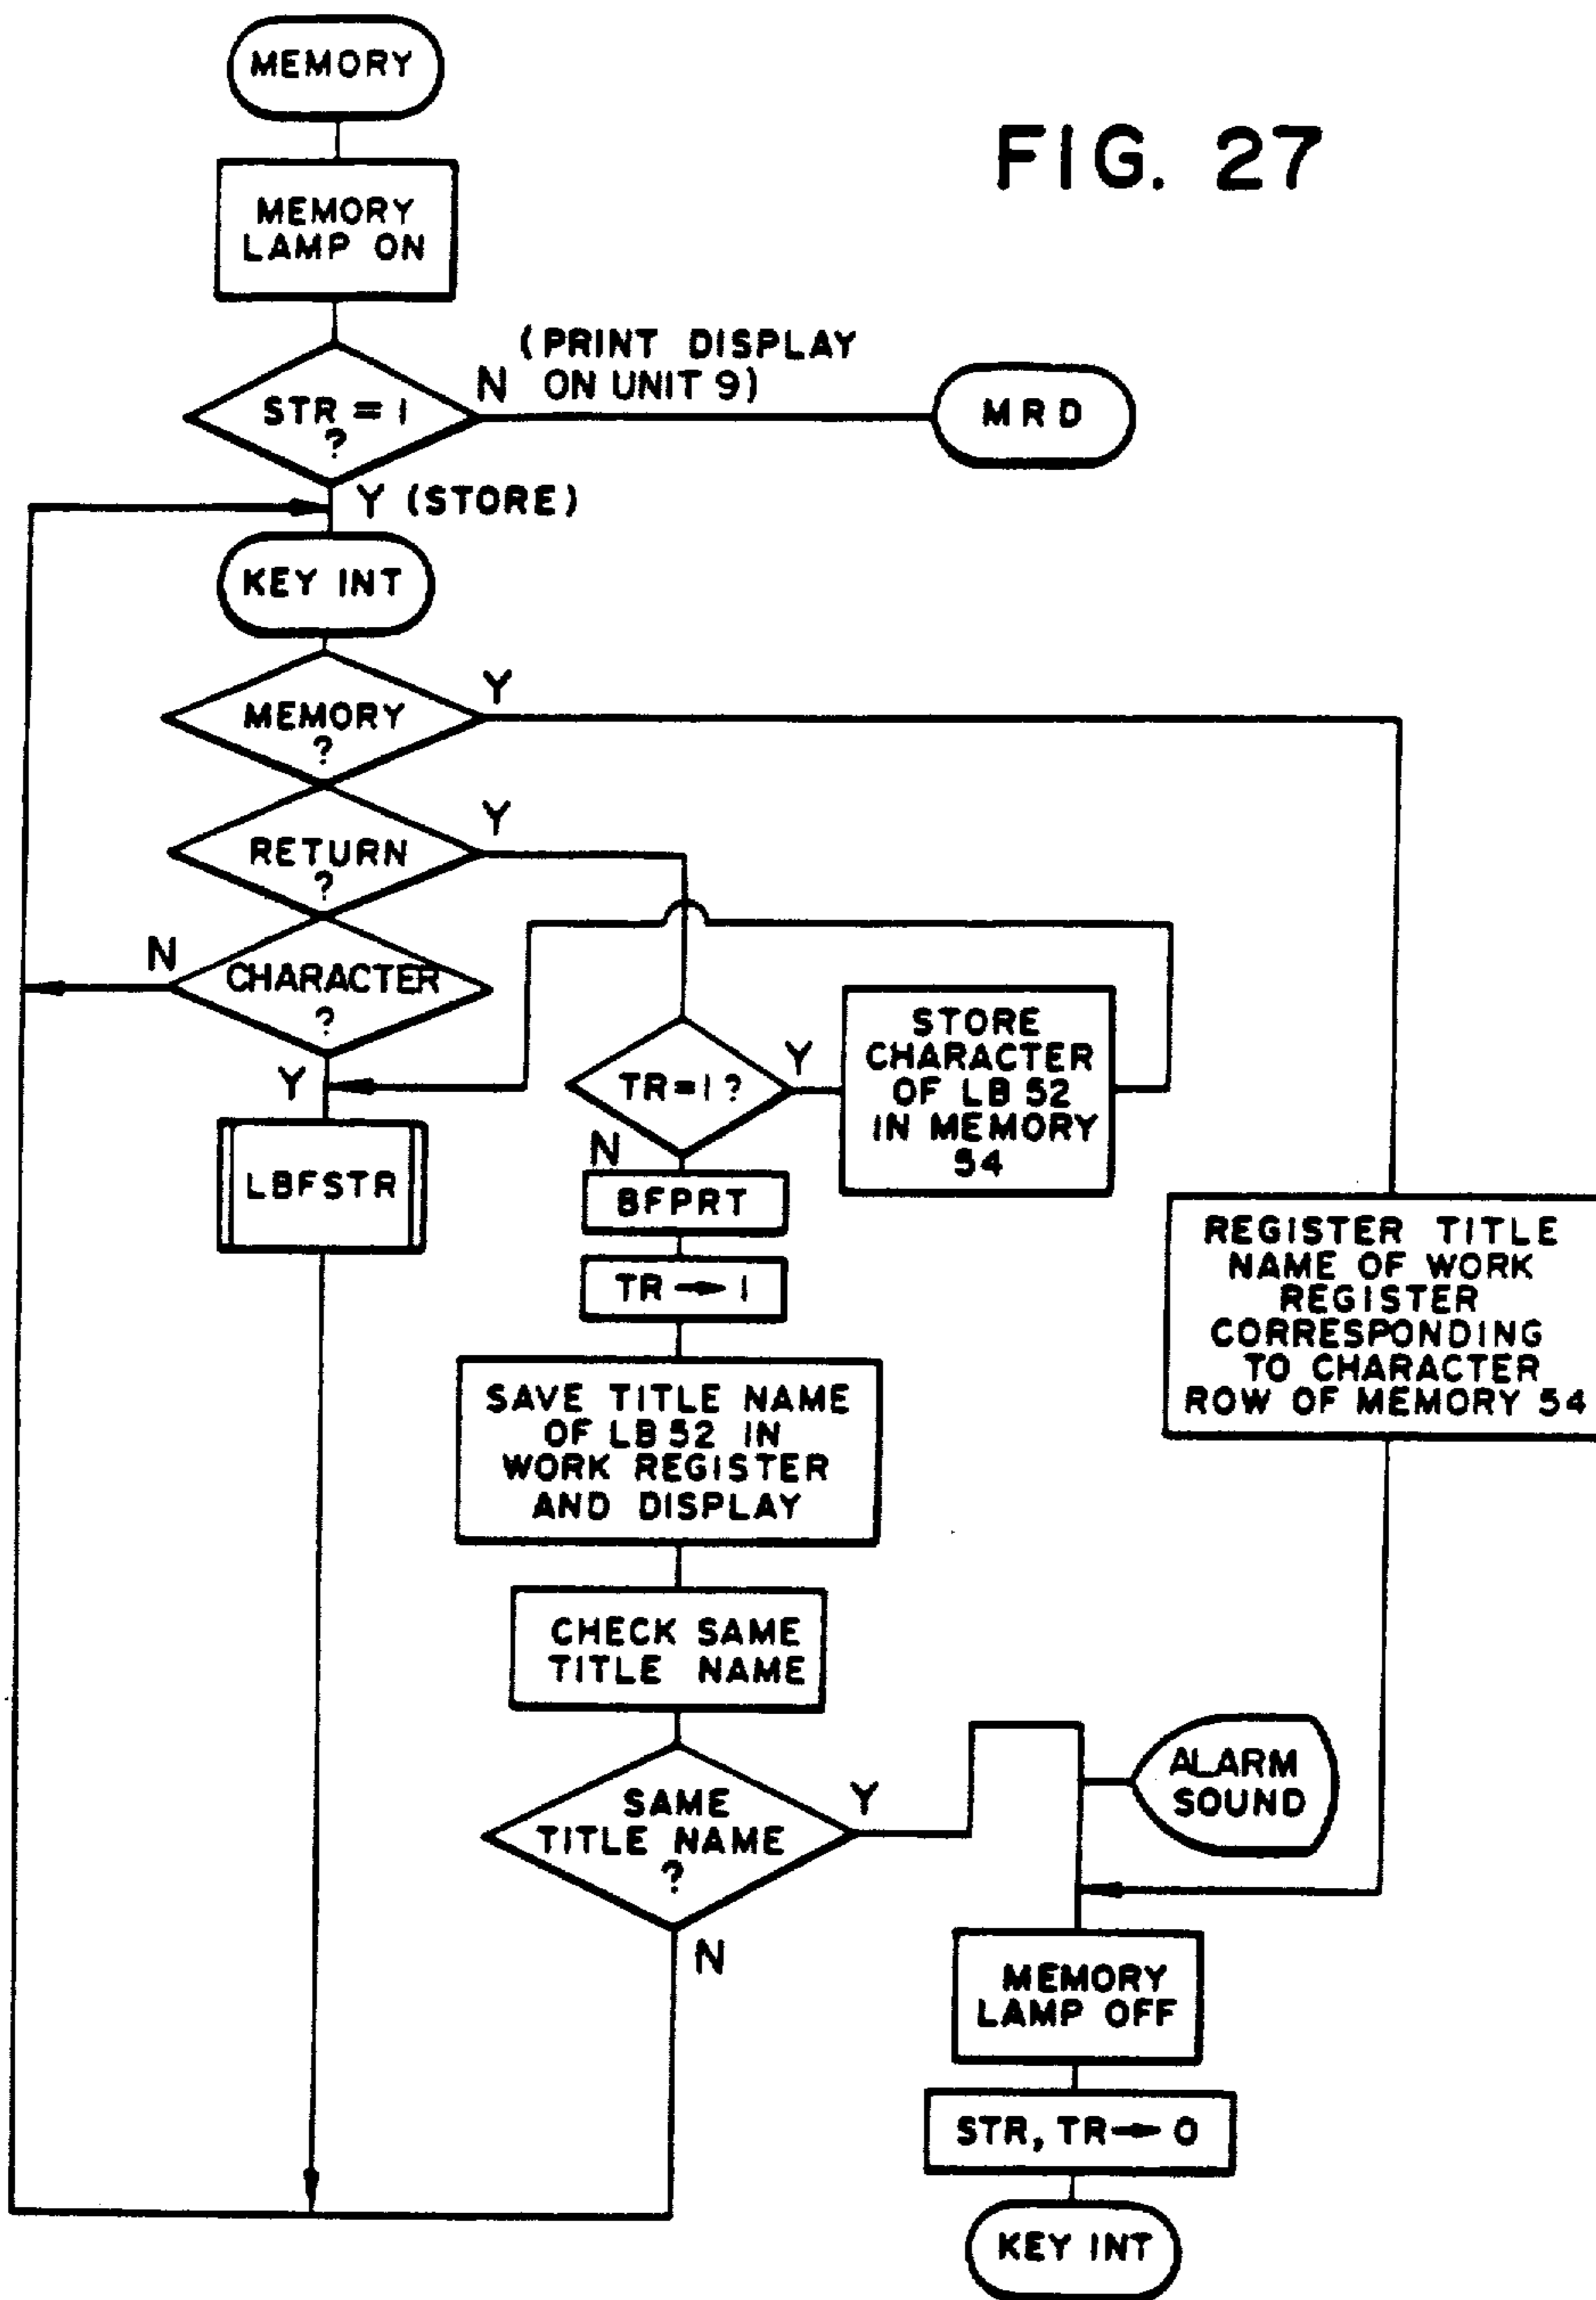 MEMORY
FIG. 27
MEMORY
LAMP ON
(PRINT DISPLAY
N ON UNIT 9)
STR = 1
?
MRD
Y (STORE)
KEY INT
MEMORY
?
Y
RETURN
?
Y
N
CHARACTER
?
Y
TR=1?
Y
N
STORE
CHARACTER
OF LB 52
IN MEMORY
54
LBFSTR
BFPRT
TR → 1
REGISTER TITLE
NAME OF WORK
REGISTER
CORRESPONDING
TO CHARACTER
ROW OF MEMORY 54
SAVE TITLE NAME
OF LB 52 IN
WORK REGISTER
AND DISPLAY
CHECK SAME
TITLE NAME
SAME
TITLE NAME
?
Y
N
ALARM
SOUND
MEMORY
LAMP OFF
STR, TR → 0
KEY INT